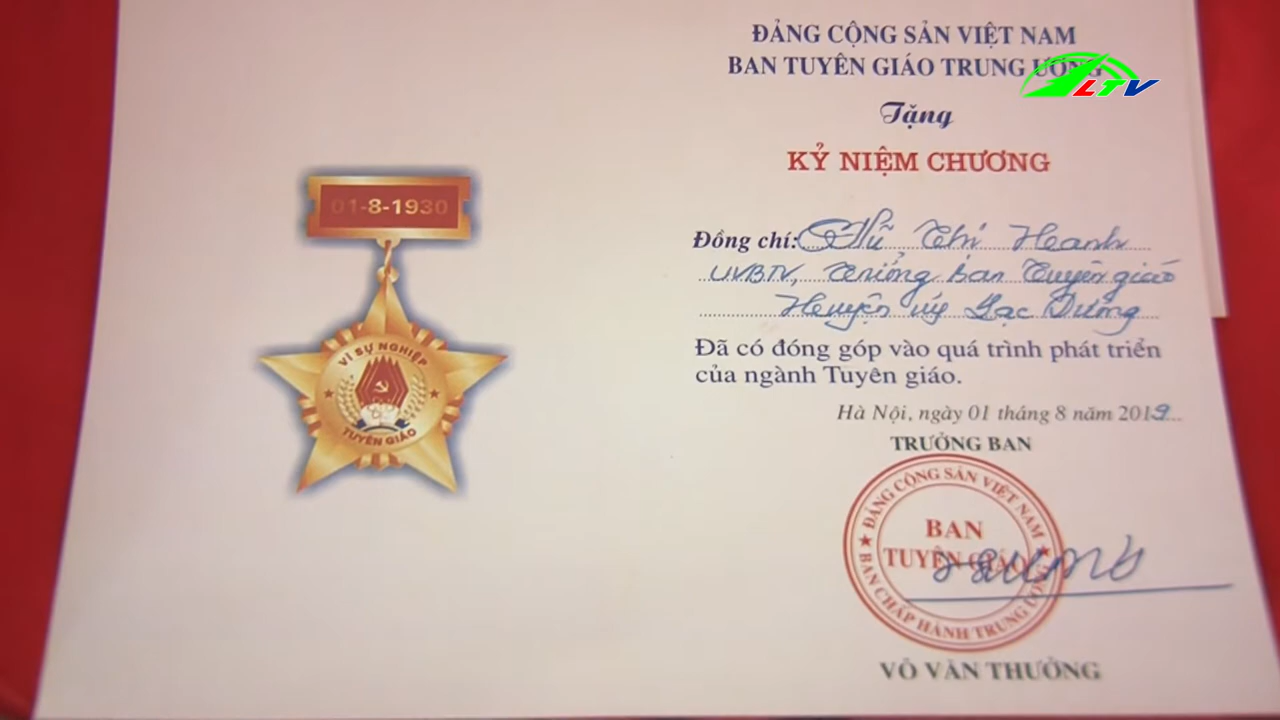 ĐẢNG CỘNG SẢN VIỆT NAM
BAN TUYÊN GIÁO TRUNG ƯƠNG
LTV
Tặng
KỶ NIỆM CHƯƠNG
01-8-1930
VÌ SỰ NGHIỆP
TUYÊN GIÁO
Đồng chí: Thị Hạnh
UVBTV, Trưởng ban Tuyên giáo
Huyện ủy Lạc Dương
Đã có đóng góp vào quá trình phát triển
của ngành Tuyên giáo.
Hà Nội, ngày 01 tháng 8 năm 2019
TRƯỞNG BAN
ĐẢNG CỘNG SẢN VIỆT NAM
BAN
TUYÊN GIÁO
BAN CHẤP HÀNH TRUNG ƯƠNG
VÕ VĂN THƯỞNG